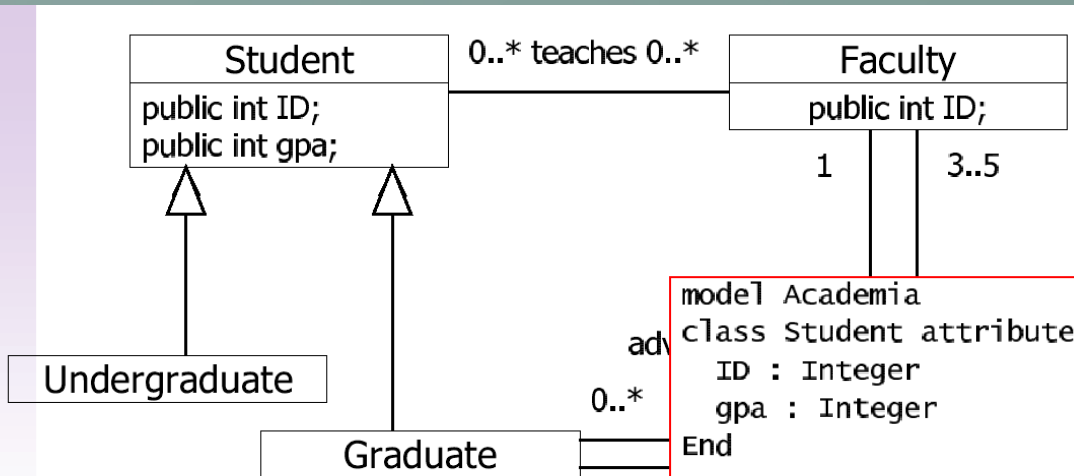 Student
public int ID;
public int gpa;
0..* teaches 0..*
Faculty
public int ID;
1
3..5
Undergraduate
Graduate
0..*
model Academia
class Student attribute
ID : Integer
gpa : Integer
End